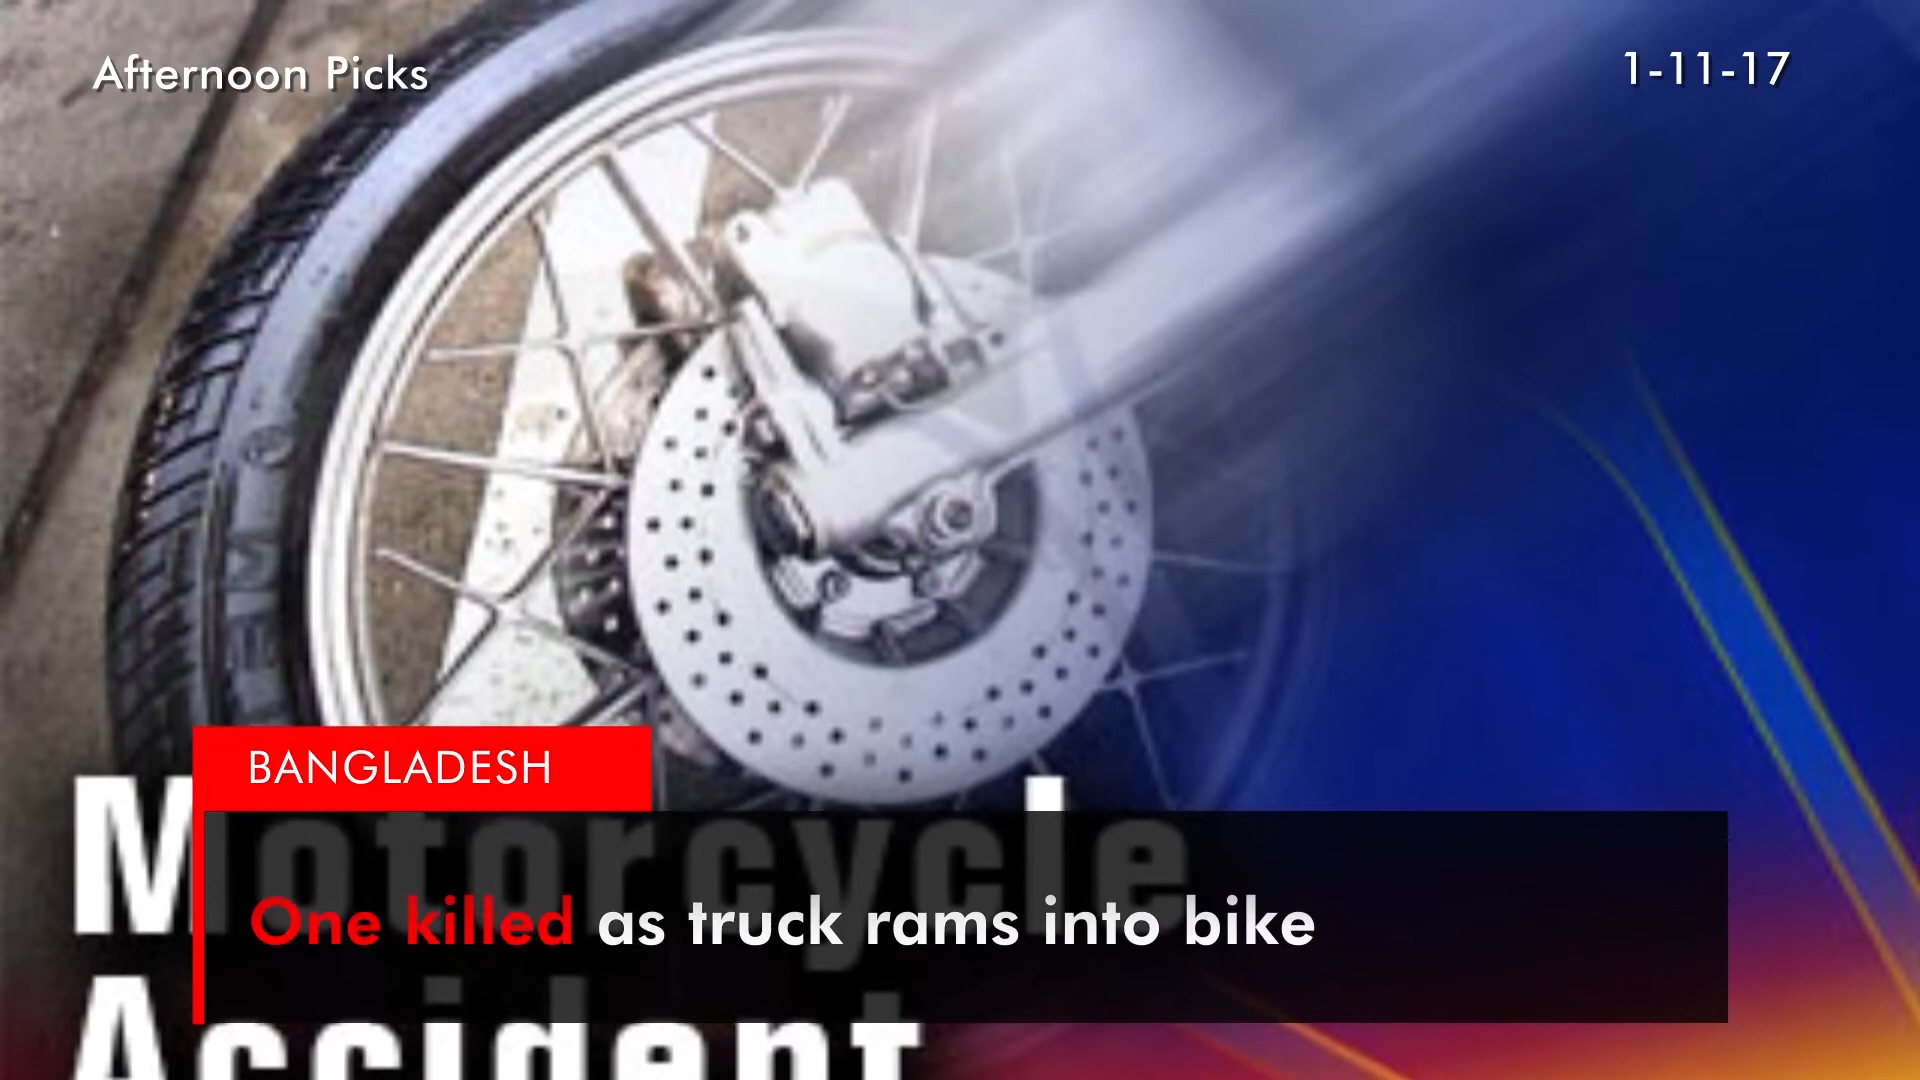 Afternoon Picks
1-11-17
BANGLADESH
Motorcycle
One killed as truck rams into bike
Accident